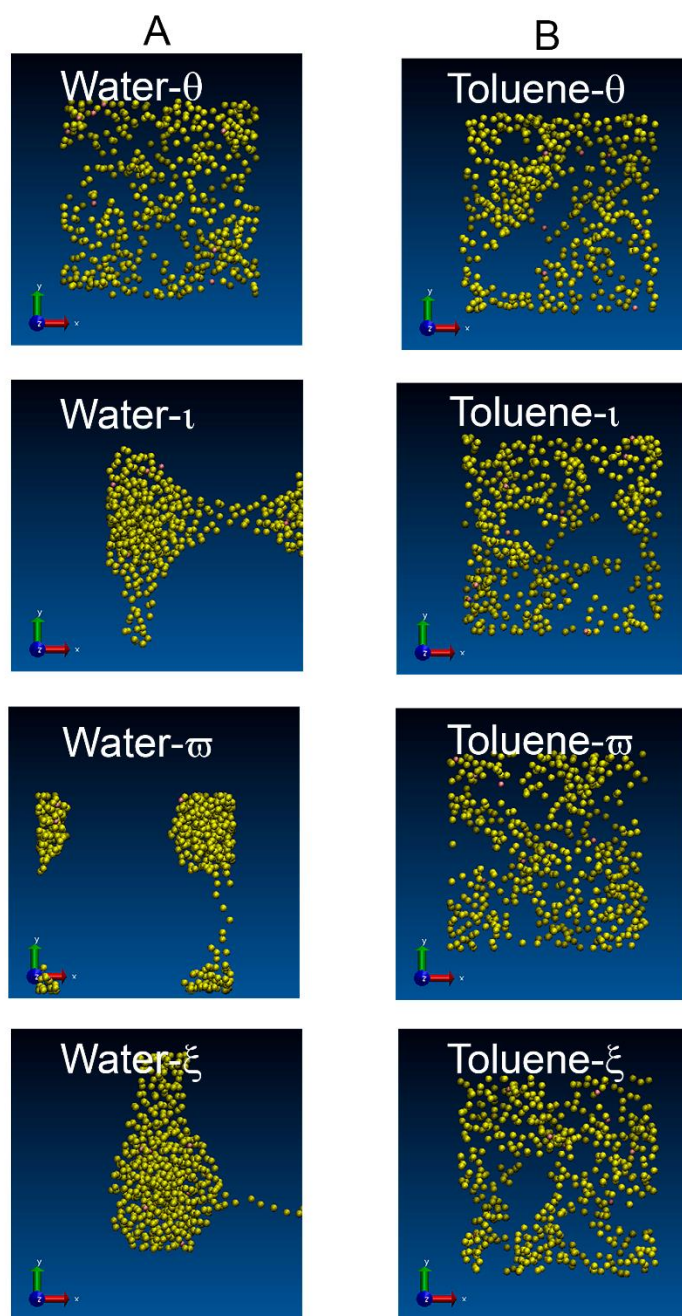 A
B
Water-θ
Toluene-θ
y
z
x
y
z
x
Water-ι
Toluene-ι
y
z
x
y
z
x
Water-ϖ
Toluene-ϖ
y
z
x
y
z
x
Water-ξ
Toluene-ξ
y
z
x
y
z
x